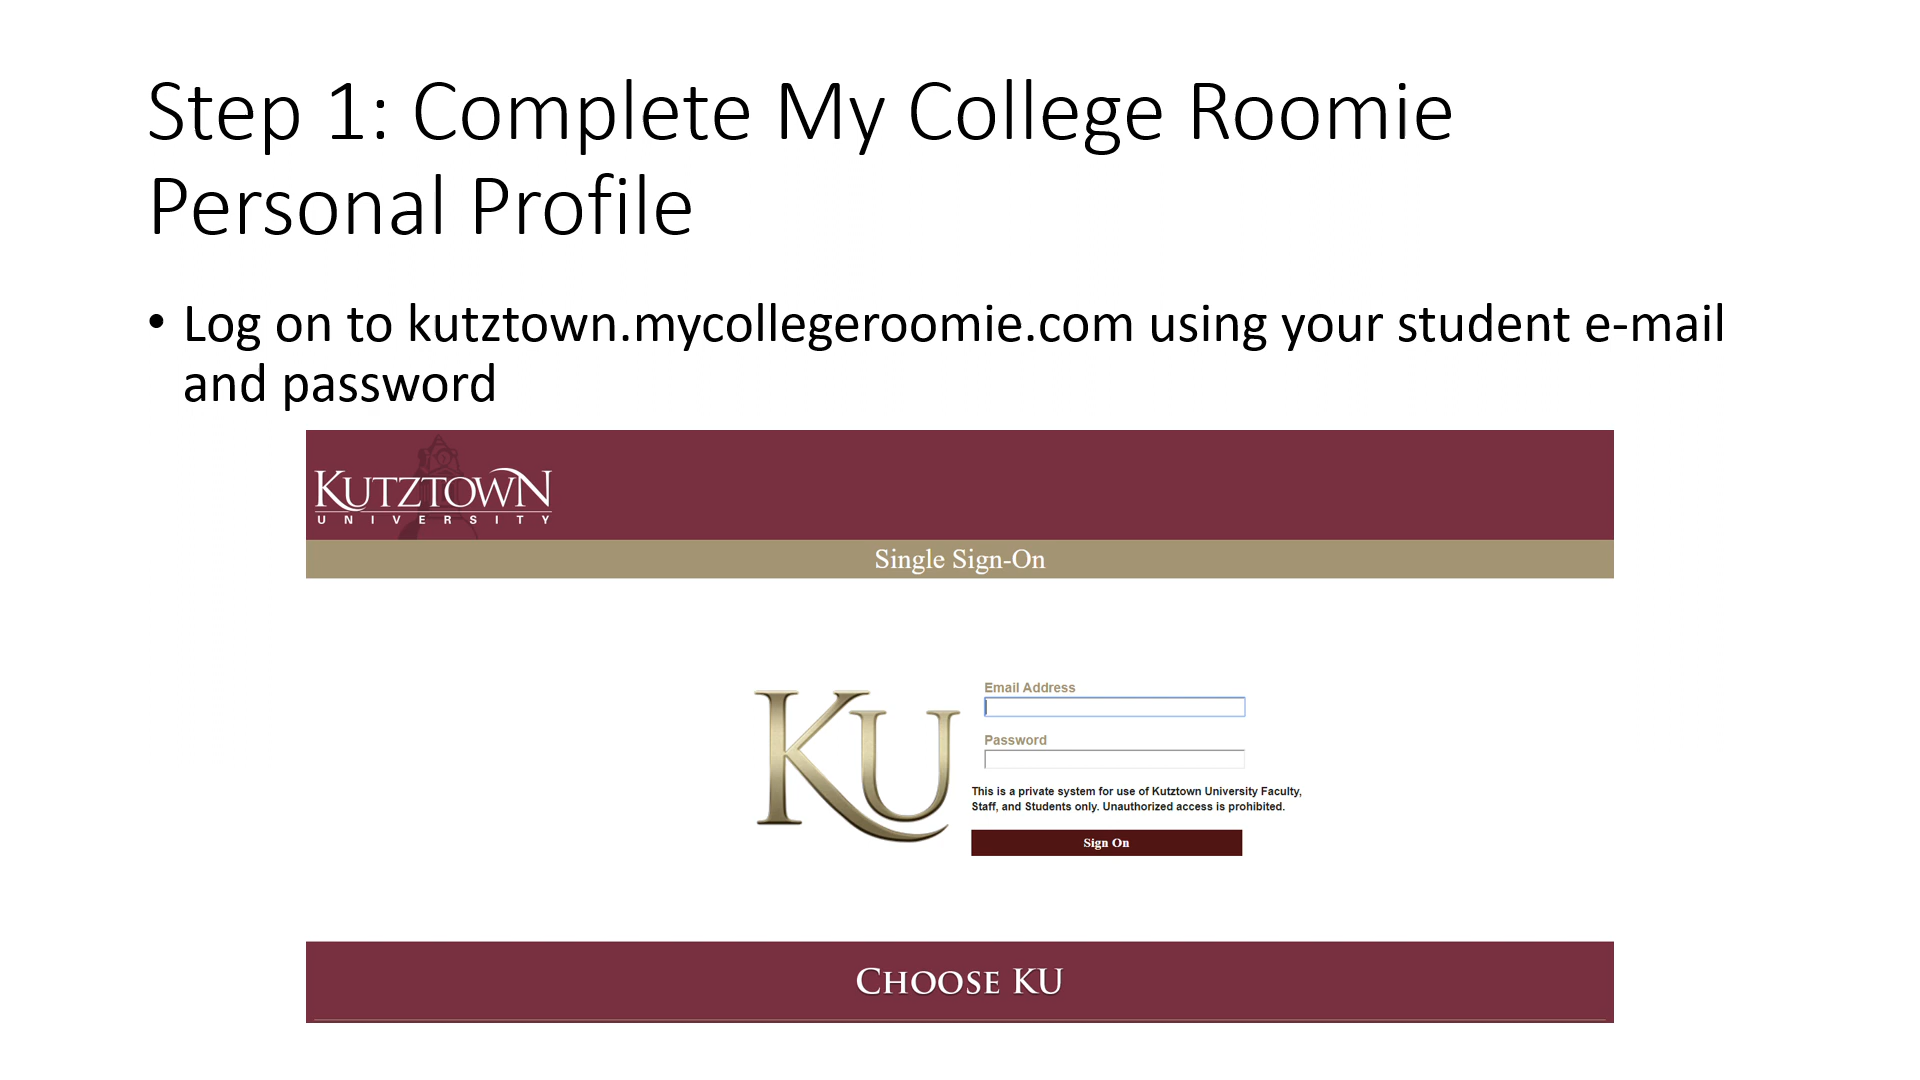 Step 1: Complete My College Roomie
Personal Profile
• Log on to kutztown.mycollegeroomie.com using your student e-mail
and password
KUTZTOWN
UNIVERSITY
Single Sign-On
KU
Email Address
Password
This is a private system for use of Kutztown University Faculty,
Staff, and Students only. Unauthorized access is prohibited.
Sign On
CHOOSE KU